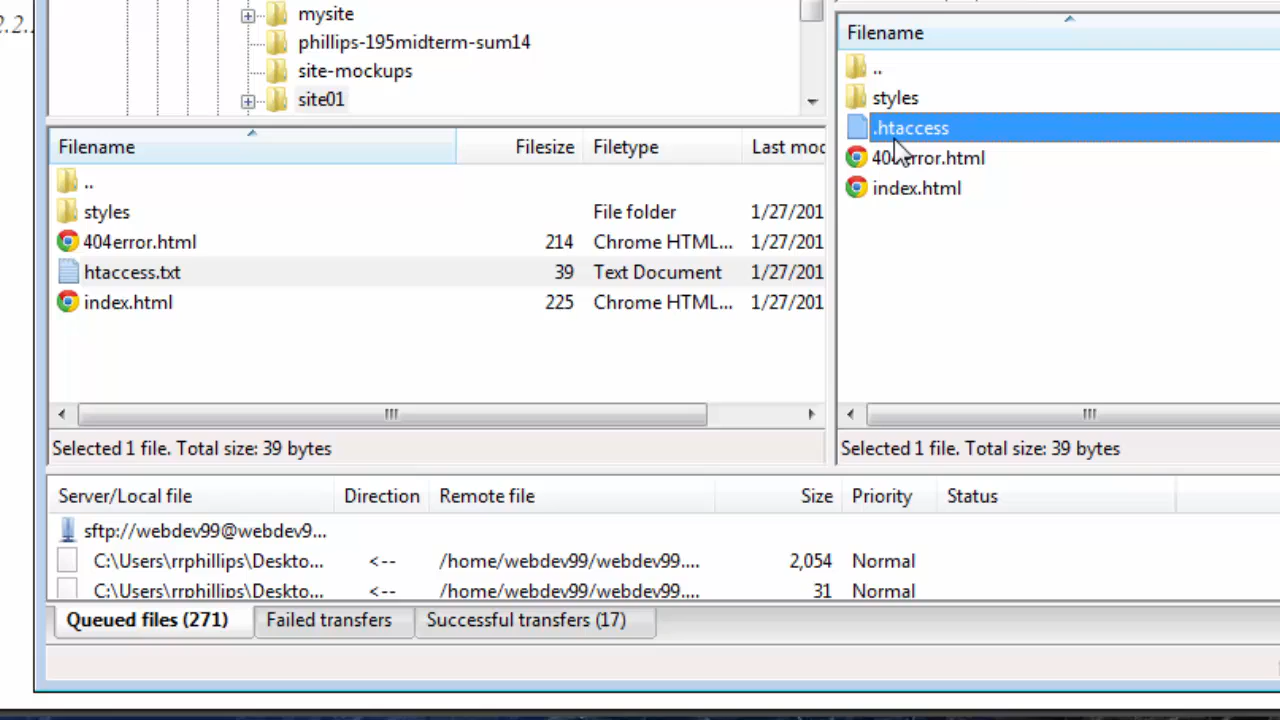 2.2.
mysite
phillips-195midterm-sum14
site-mockups
site01
Filename Filesize Filetype Last mod
..
styles File folder 1/27/201
404error.html 214 Chrome HTML... 1/27/201
htaccess.txt 39 Text Document 1/27/201
index.html 225 Chrome HTML... 1/27/201
Selected 1 file. Total size: 39 bytes
Filename
..
styles
.htaccess
404error.html
index.html
Selected 1 file. Total size: 39 bytes
Server/Local file Direction Remote file Size Priority Status
sftp://webdev99@webdev9...
C:\Users\rrphillips\Deskto... <-- /home/webdev99/webdev99.... 2,054 Normal
C:\Users\rrphillips\Deskto... <-- /home/webdev99/webdev99.... 31 Normal
Queued files (271) Failed transfers Successful transfers (17)